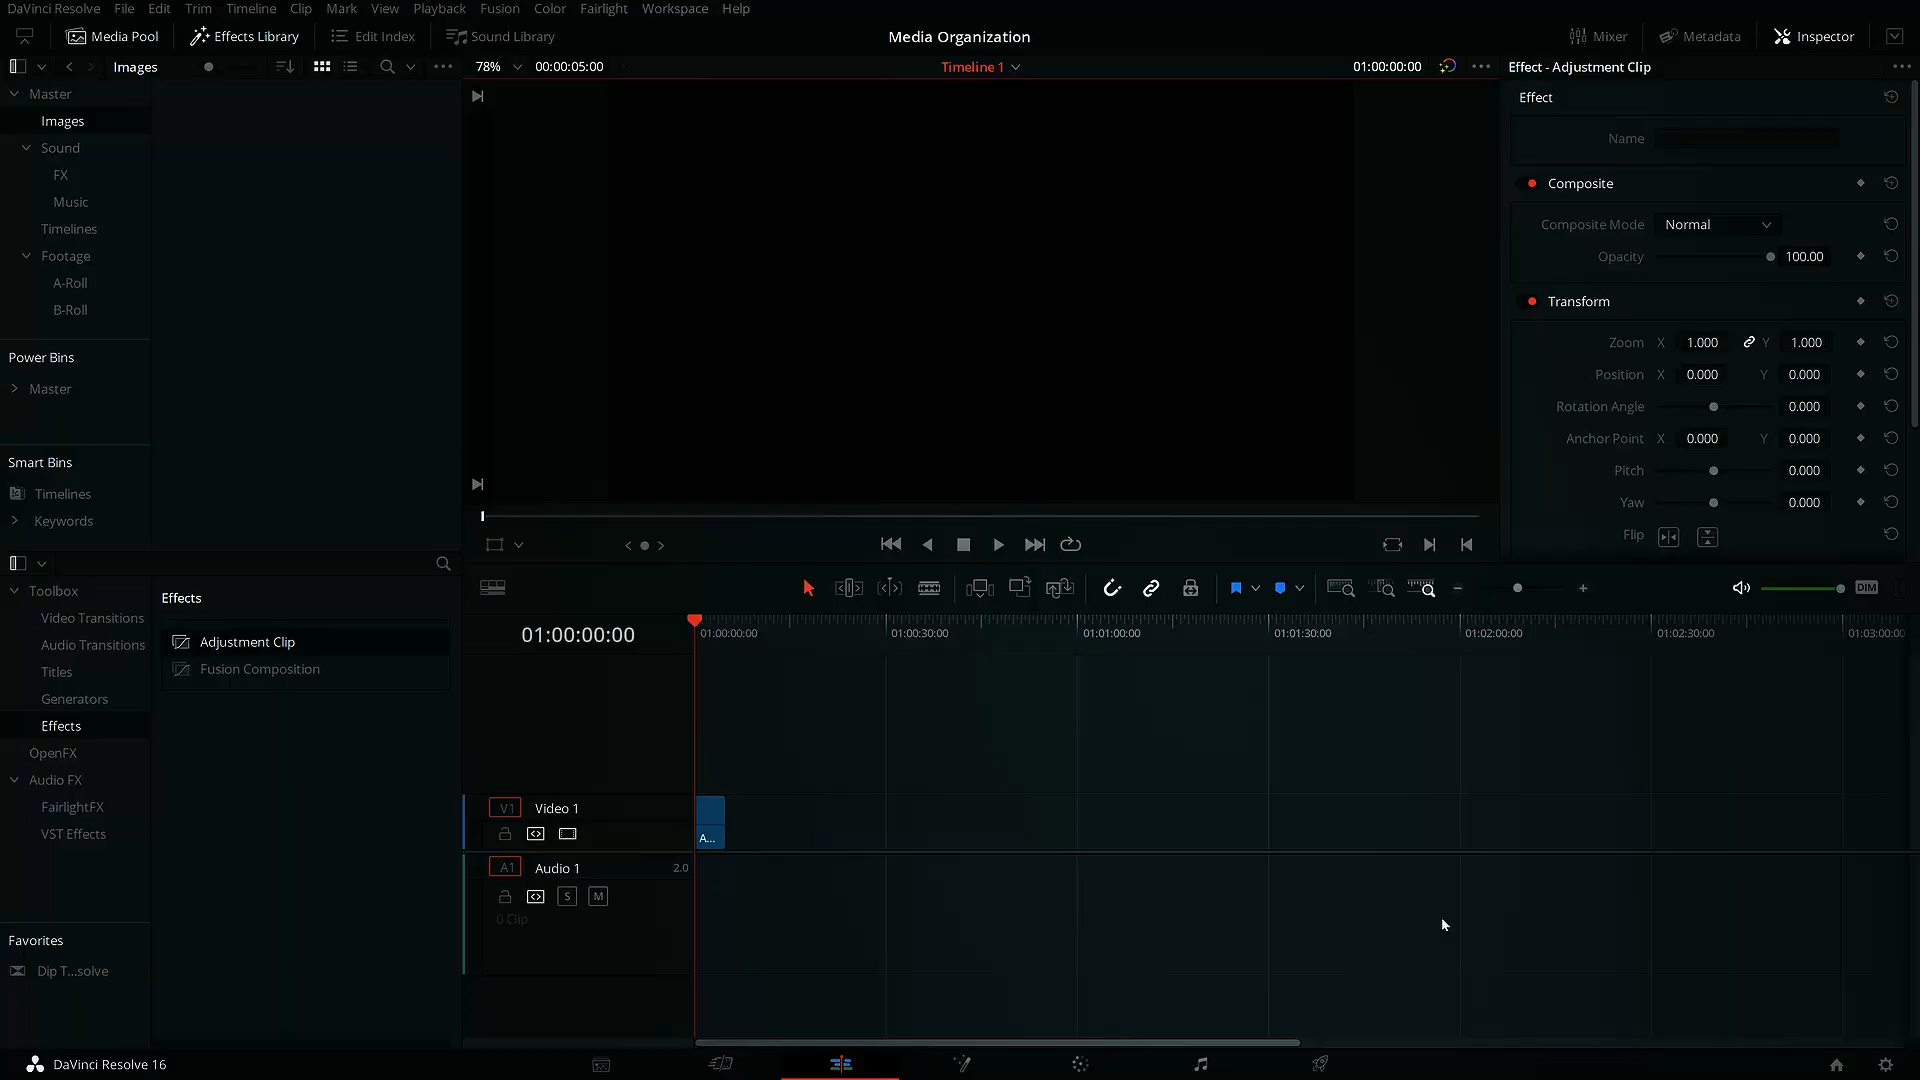 DaVinci Resolve File Edit Trim Timeline Clip Mark View Playback Fusion Color Fairlight Workspace Help
Media Pool Effects Library Edit Index Sound Library Media Organization Mixer Metadata Inspector
Images 78% 00:00:05:00 Timeline 1 01:00:00:00 Effect - Adjustment Clip
Master
Images
Sound
FX
Music
Timelines
Footage
A-Roll
B-Roll
Power Bins
Master
Smart Bins
Timelines
Keywords
Effect
Name
Composite
Composite Mode Normal
Opacity 100.00
Transform
Zoom X 1.000 Y 1.000
Position X 0.000 Y 0.000
Rotation Angle 0.000
Anchor Point X 0.000 Y 0.000
Pitch 0.000
Yaw 0.000
Flip
Toolbox
Video Transitions
Audio Transitions
Titles
Generators
Effects
OpenFX
Audio FX
FairlightFX
VST Effects
Favorites
Dip T...solve
Effects
Adjustment Clip
Fusion Composition
DIM
01:00:00:00 01:00:00:00 01:00:30:00 01:01:00:00 01:01:30:00 01:02:00:00 01:02:30:00 01:03:00:00
V1 Video 1
A...
A1 Audio 1 2.0
S M
0 Clip
DaVinci Resolve 16